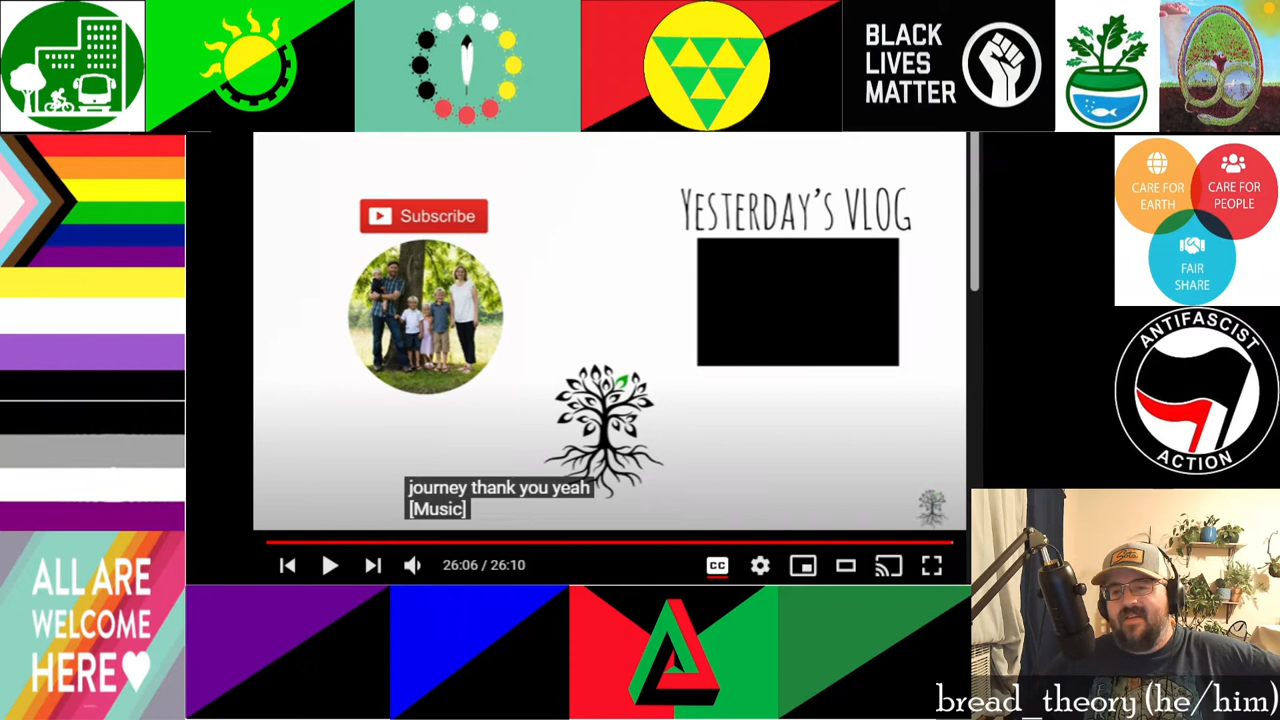 BLACK
LIVES
MATTER
YESTERDAY'S VLOG
Subscribe
CARE FOR
EARTH
CARE FOR
PEOPLE
FAIR
SHARE
ANTIFASCIST
ACTION
journey thank you yeah
[Music]
26:06 / 26:10
CC
ALL ARE
WELCOME
HERE
bread_theory (he/him)